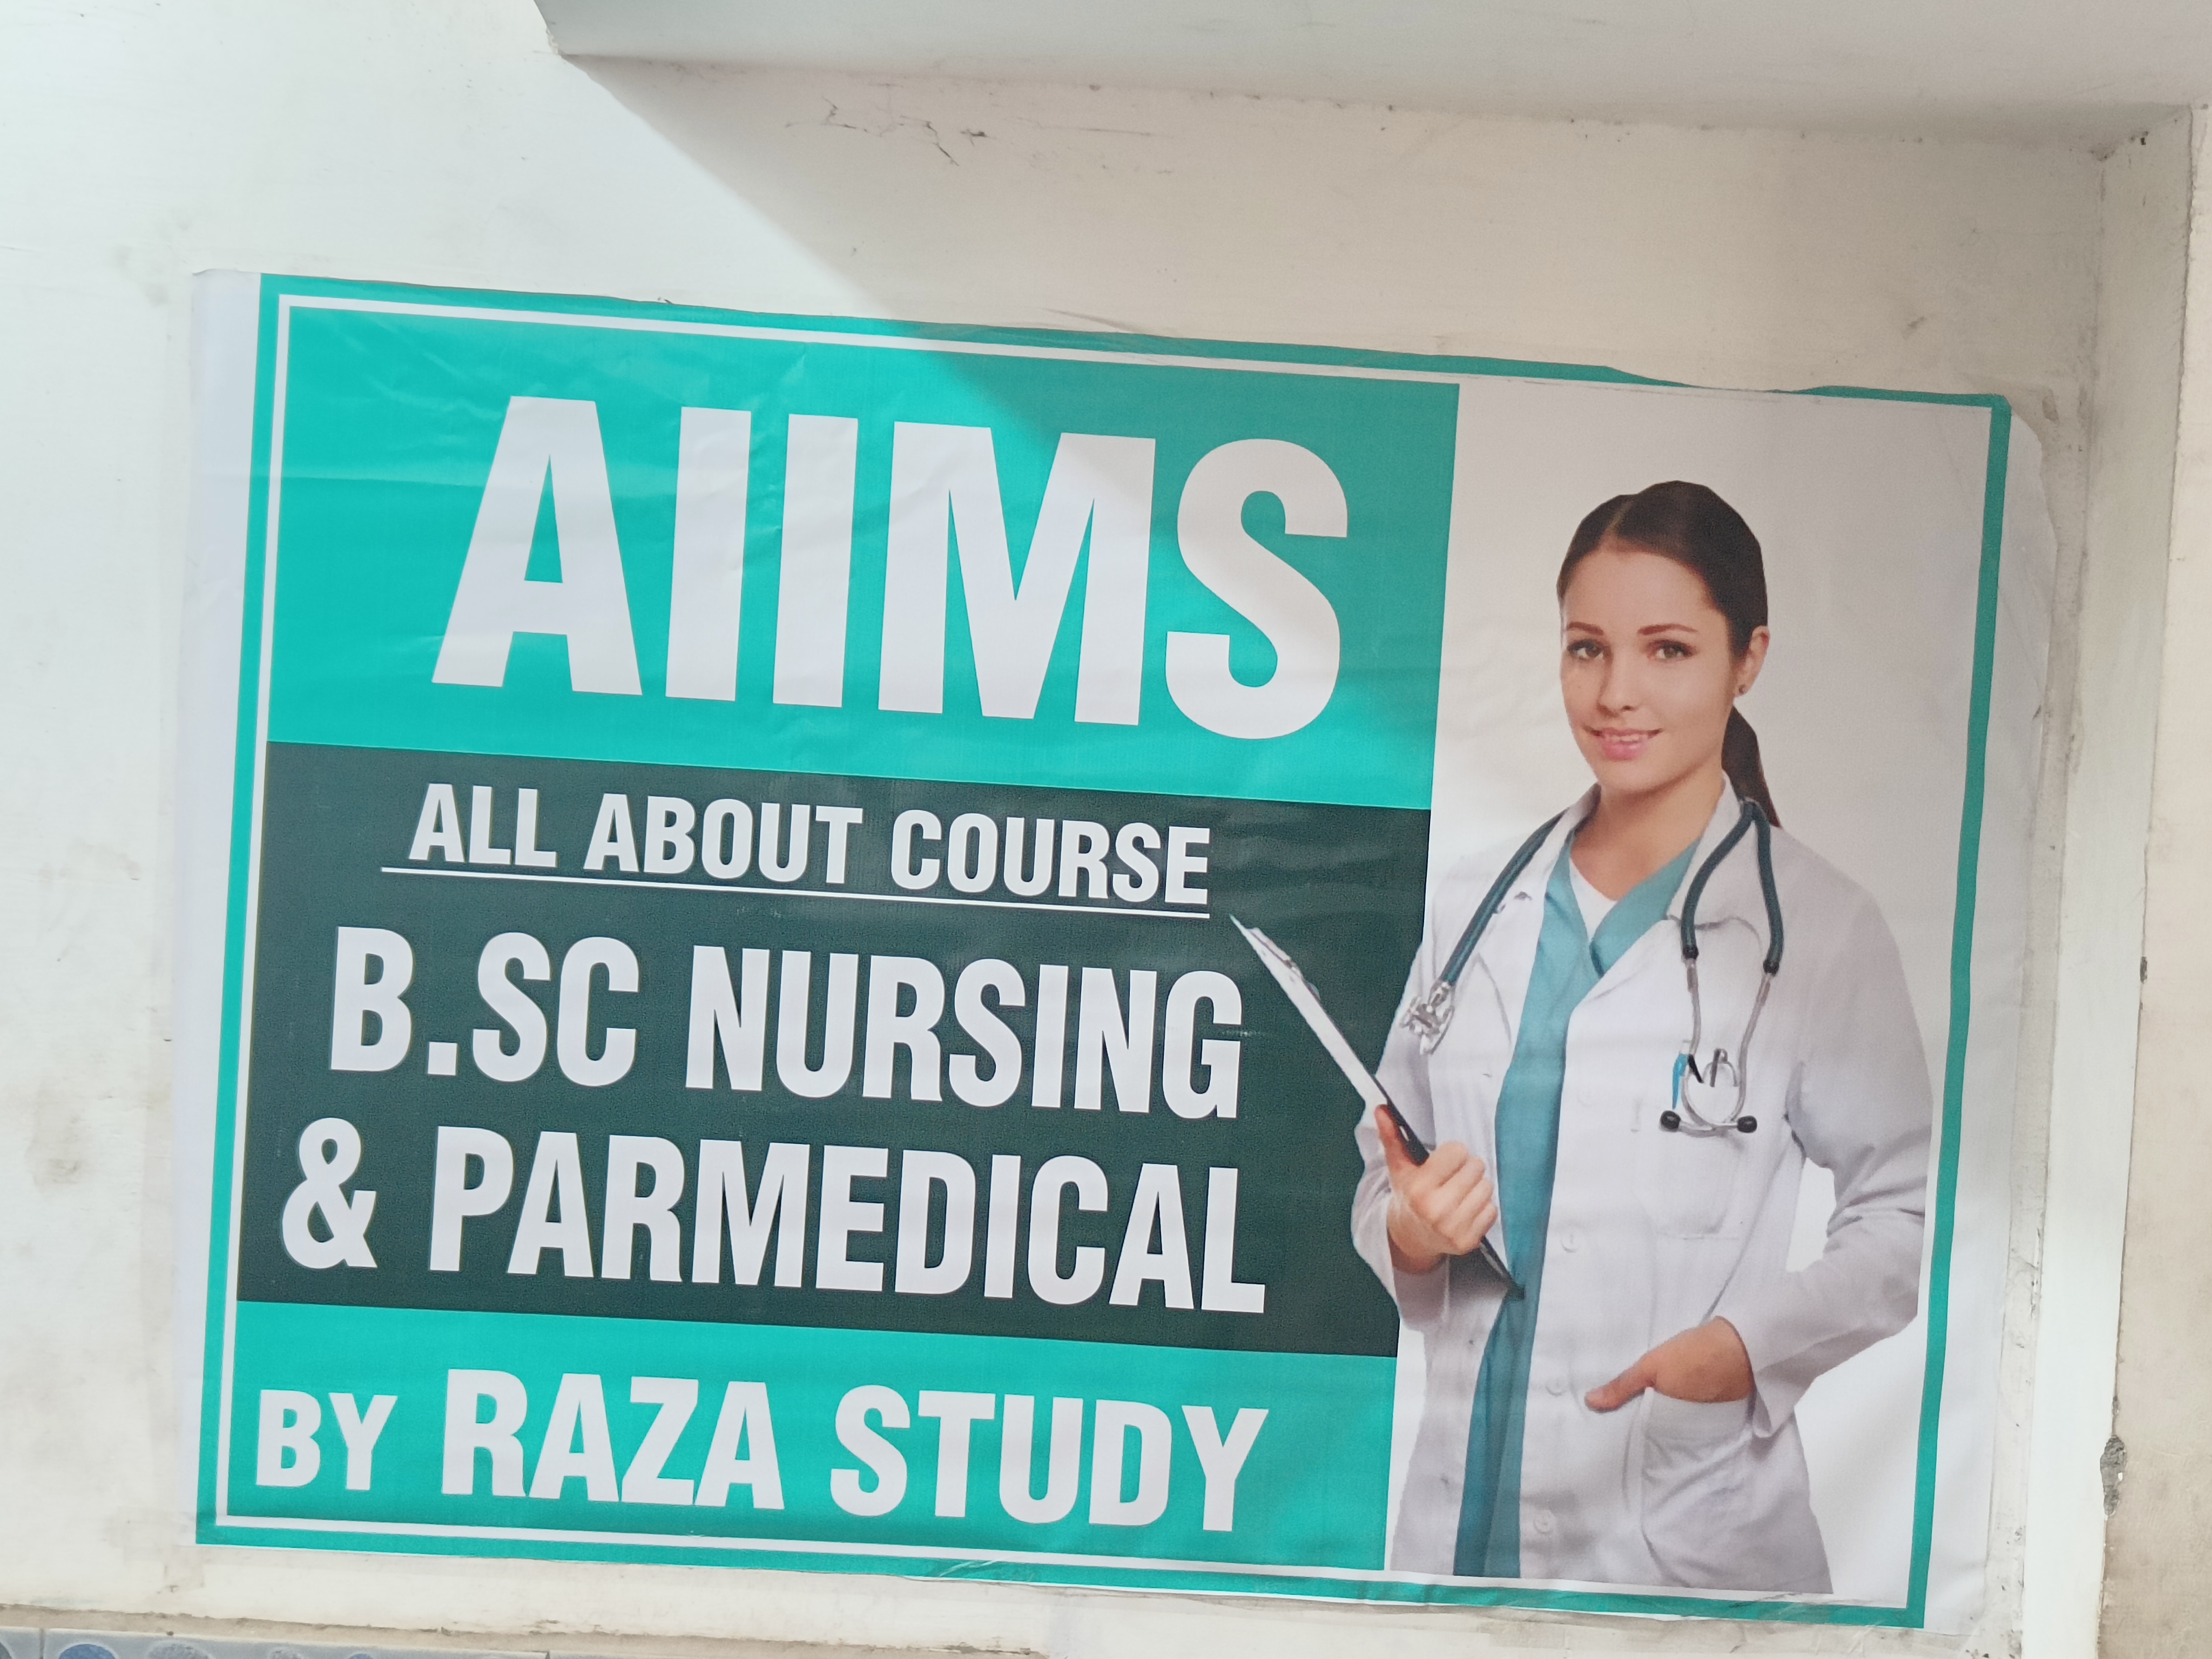 AIIMS
ALL ABOUT COURSE
B.SC NURSING
& PARMEDICAL
BY RAZA STUDY